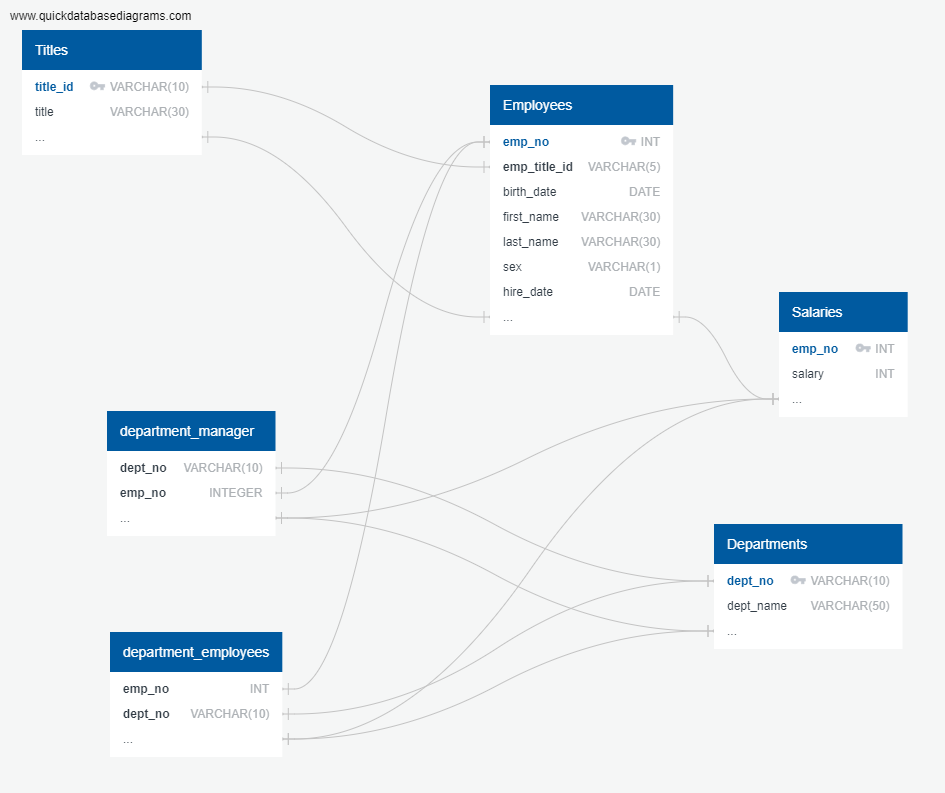 www.quickdatabasediagrams.com
Titles
title_id VARCHAR(10)
title VARCHAR(30)
...
Employees
emp_no INT
emp_title_id VARCHAR(5)
birth_date DATE
first_name VARCHAR(30)
last_name VARCHAR(30)
sex VARCHAR(1)
hire_date DATE
...
Salaries
emp_no INT
salary INT
...
department_manager
dept_no VARCHAR(10)
emp_no INTEGER
...
Departments
dept_no VARCHAR(10)
dept_name VARCHAR(50)
...
department_employees
emp_no INT
dept_no VARCHAR(10)
...